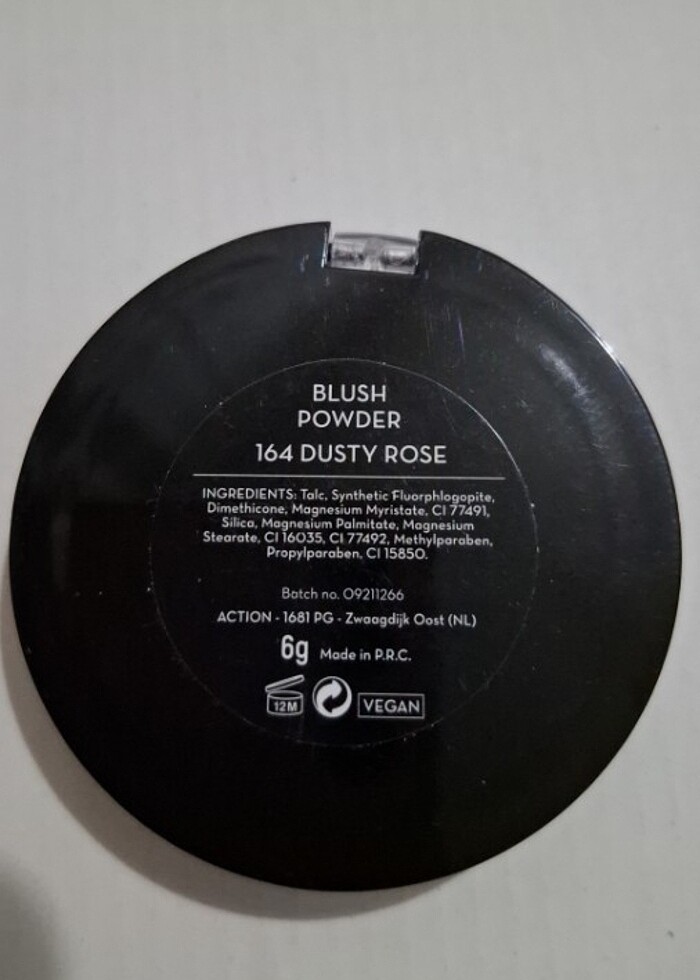 BLUSH
POWDER
164 DUSTY ROSE
INGREDIENTS: Talc, Synthetic Fluorphlogopite,
Dimethicone, Magnesium Myristate, CI 77491,
Silica, Magnesium Palmitate, Magnesium
Stearate, CI 16035, CI 77492, Methylparaben,
Propylparaben, CI 15850.
Batch no. 09211266
ACTION - 1681 PG - Zwaagdijk Oost (NL)
6g Made in P.R.C.
12M VEGAN